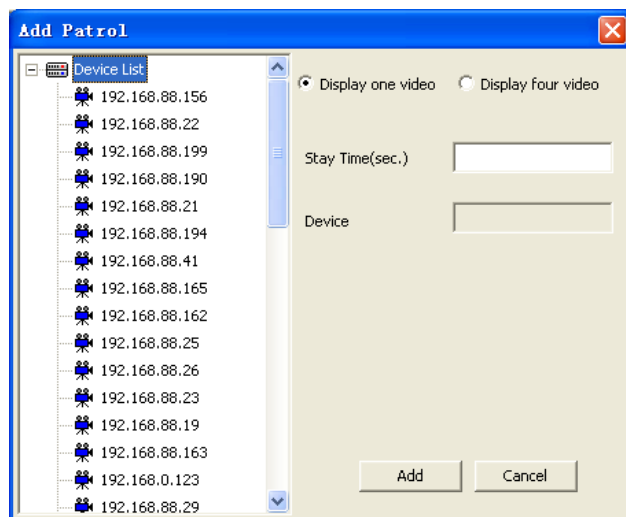 Add Patrol
Device List
192.168.88.156
192.168.88.22
192.168.88.199
192.168.88.190
192.168.88.21
192.168.88.194
192.168.88.41
192.168.88.165
192.168.88.162
192.168.88.25
192.168.88.26
192.168.88.23
192.168.88.19
192.168.88.163
192.168.0.123
192.168.88.29
Display one video
Display four video
Stay Time(sec.)
Device
Add
Cancel